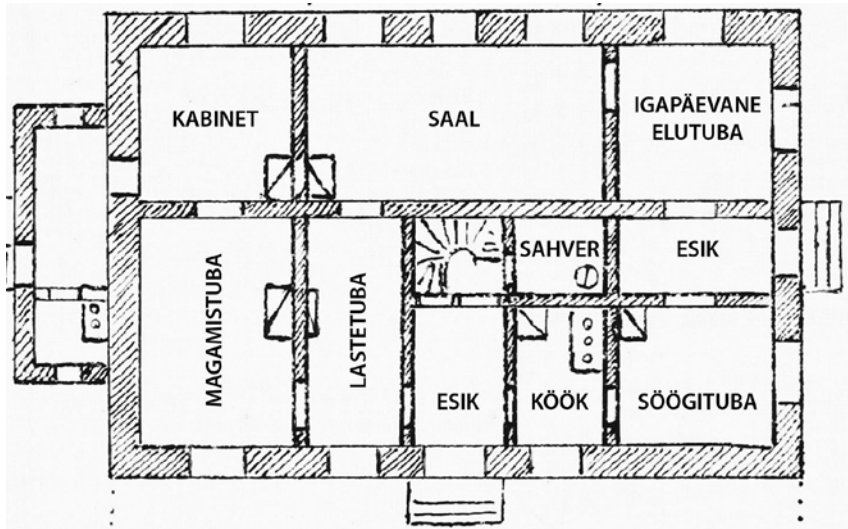 KABINET
SAAL
IGAPÄEVANE
ELUTUBA
MAGAMISTUBA
LASTETUBA
SAHVER
ESIK
ESIK
KÖÖK
SÖÖGITUBA